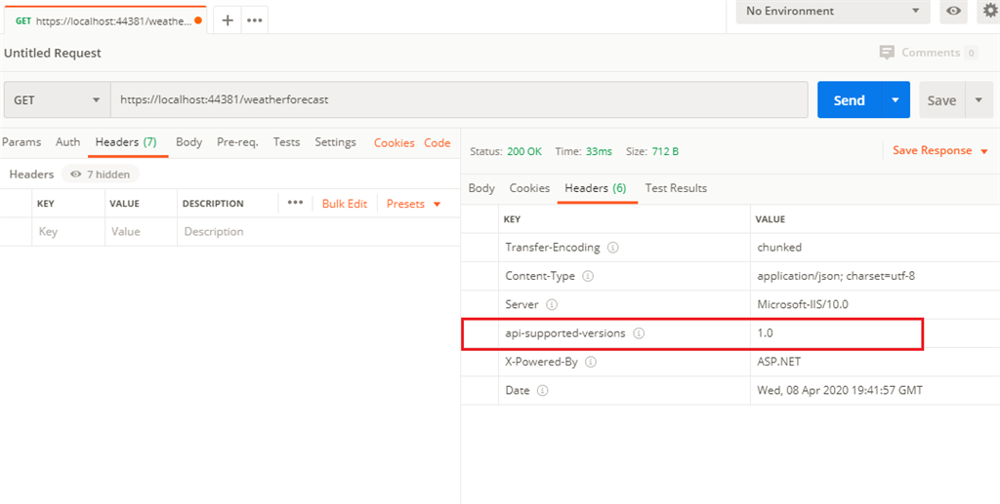 GET https://localhost:44381/weathe...
No Environment
Untitled Request
Comments 0
GET https://localhost:44381/weatherforecast Send Save
Params Auth Headers (7) Body Pre-req. Tests Settings Cookies Code
Headers 7 hidden
KEY VALUE DESCRIPTION ••• Bulk Edit Presets
Key Value Description
Status: 200 OK Time: 33ms Size: 712 B Save Response
Body Cookies Headers (6) Test Results
KEY VALUE
Transfer-Encoding chunked
Content-Type application/json; charset=utf-8
Server Microsoft-IIS/10.0
api-supported-versions 1.0
X-Powered-By ASP.NET
Date Wed, 08 Apr 2020 19:41:57 GMT